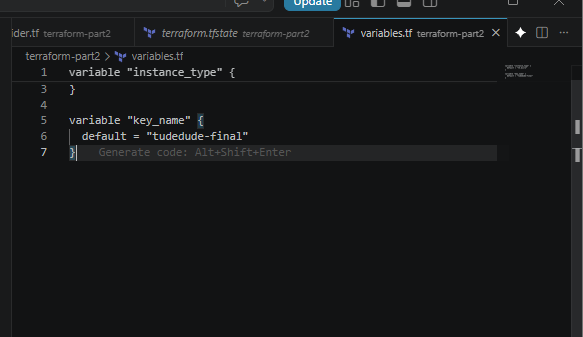 Update
ider.tf terraform-part2 terraform.tfstate terraform-part2 variables.tf terraform-part2
terraform-part2 > variables.tf
1 variable "instance_type" {
3 }
4
5 variable "key_name" {
6 default = "tudedude-final"
7 } Generate code: Alt+Shift+Enter